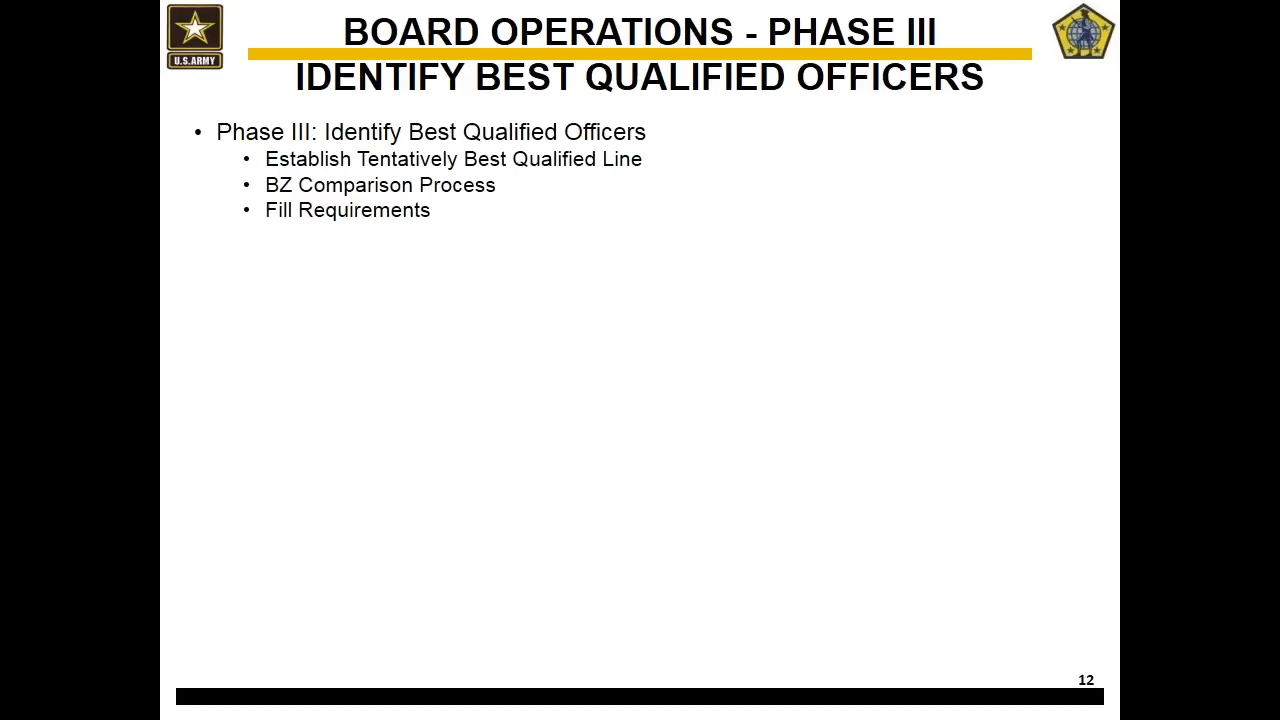 U.S.ARMY
BOARD OPERATIONS - PHASE III
IDENTIFY BEST QUALIFIED OFFICERS
• Phase III: Identify Best Qualified Officers
• Establish Tentatively Best Qualified Line
• BZ Comparison Process
• Fill Requirements
12